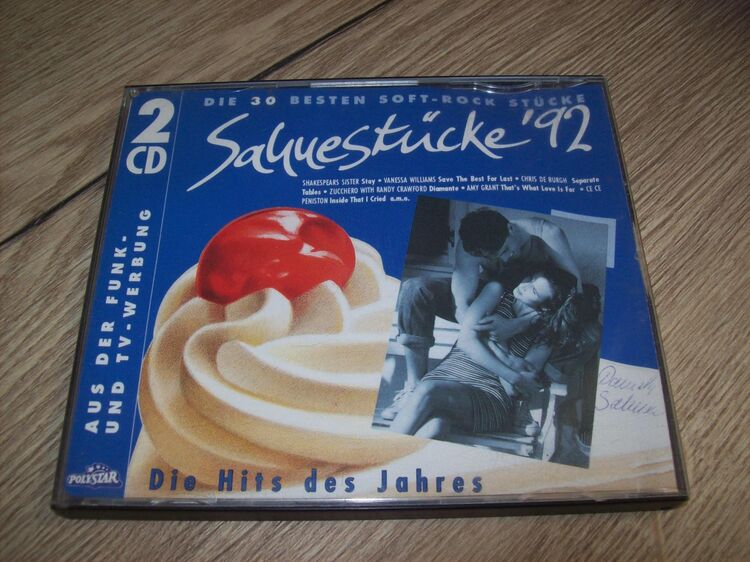 2
CD
DIE 30 BESTEN SOFT-ROCK STÜCKE
Sahnestücke '92
SHAKESPEARS SISTER Stay • VANESSA WILLIAMS Save The Best For Last • CHRIS DE BURGH Separate
Tables • ZUCCHERO WITH RANDY CRAWFORD Diamante • AMY GRANT That's What Love Is For • CE CE
PENISTON Inside That I Cried a.m.o.
AUS DER FUNK-
UND TV-WERBUNG
Die Hits des Jahres
POLYSTAR